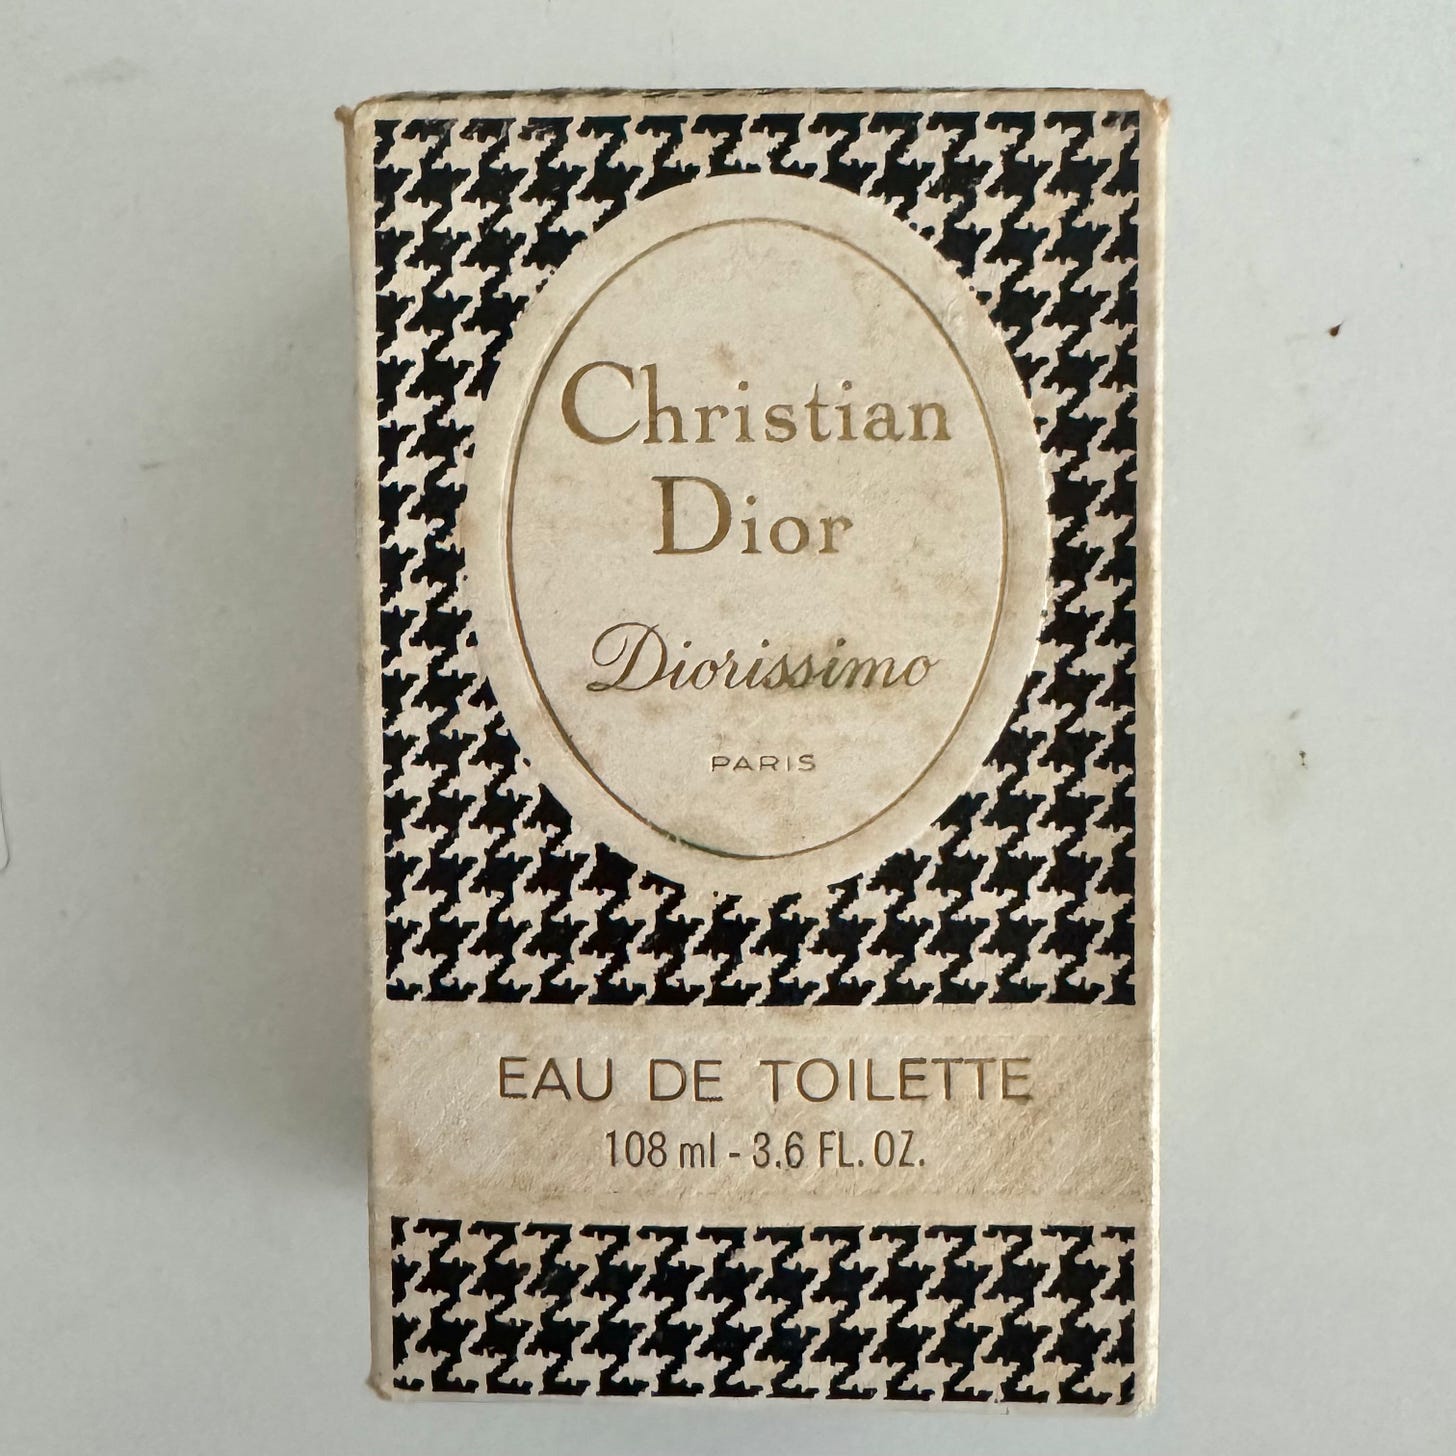 Christian
Dior
Diorissimo
PARIS
EAU DE TOILETTE
108 ml - 3.6 FL. OZ.